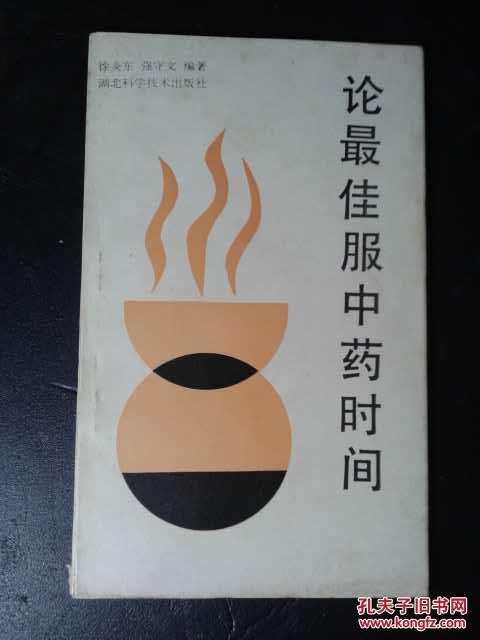 徐炎东 强守文 编著
湖北科学技术出版社
论最佳服中药时间
孔夫子旧书网
www.kongfz.com